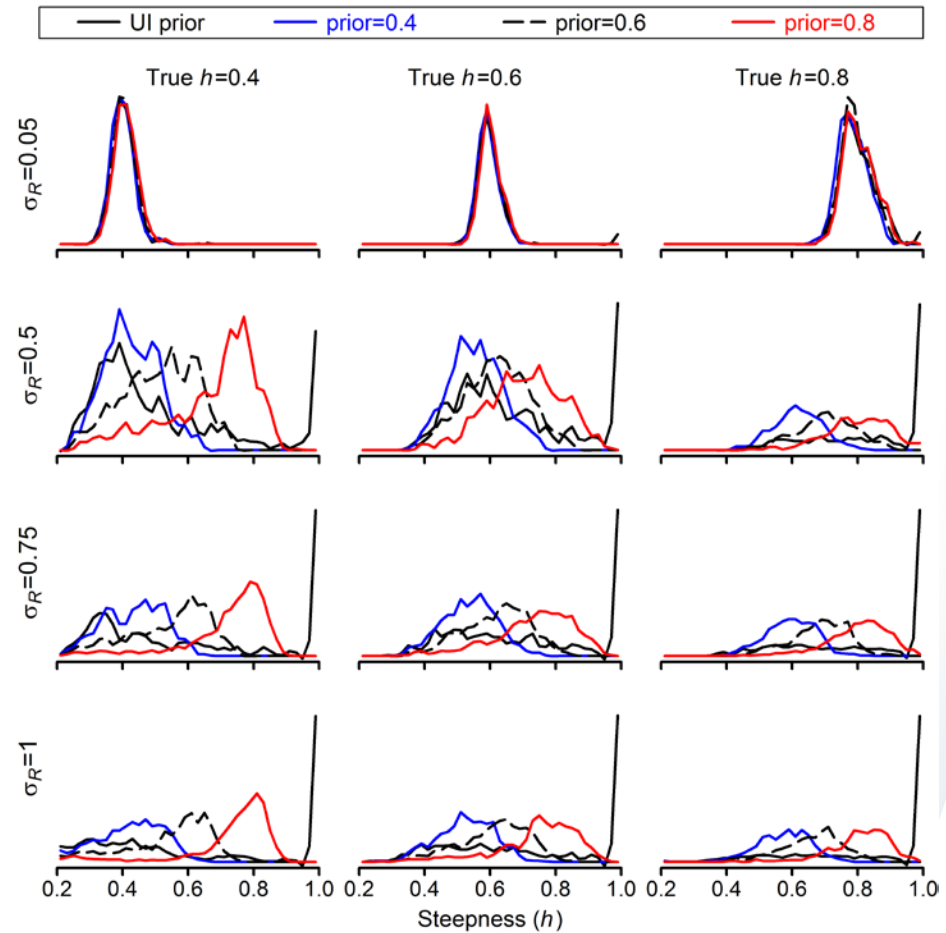 UI prior prior=0.4 prior=0.6 prior=0.8
True h=0.4 True h=0.6 True h=0.8
σR=0.05
σR=0.5
σR=0.75
σR=1
0.2 0.4 0.6 0.8 1.0 0.2 0.4 0.6 0.8 1.0 0.2 0.4 0.6 0.8 1.0
Steepness (h)